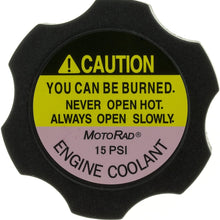 ⚠CAUTION
YOU CAN BE BURNED.
NEVER OPEN HOT.
ALWAYS OPEN SLOWLY.
MOTORAD®
15 PSI
ENGINE COOLANT